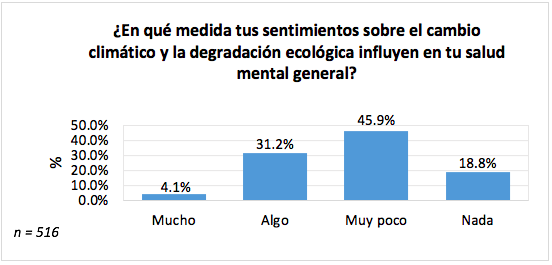 ¿En qué medida tus sentimientos sobre el cambio
climático y la degradación ecológica influyen en tu salud
mental general?
50.0%
40.0%
30.0%
20.0%
10.0%
0.0%
%
4.1%
31.2%
45.9%
18.8%
Mucho
Algo
Muy poco
Nada
n = 516